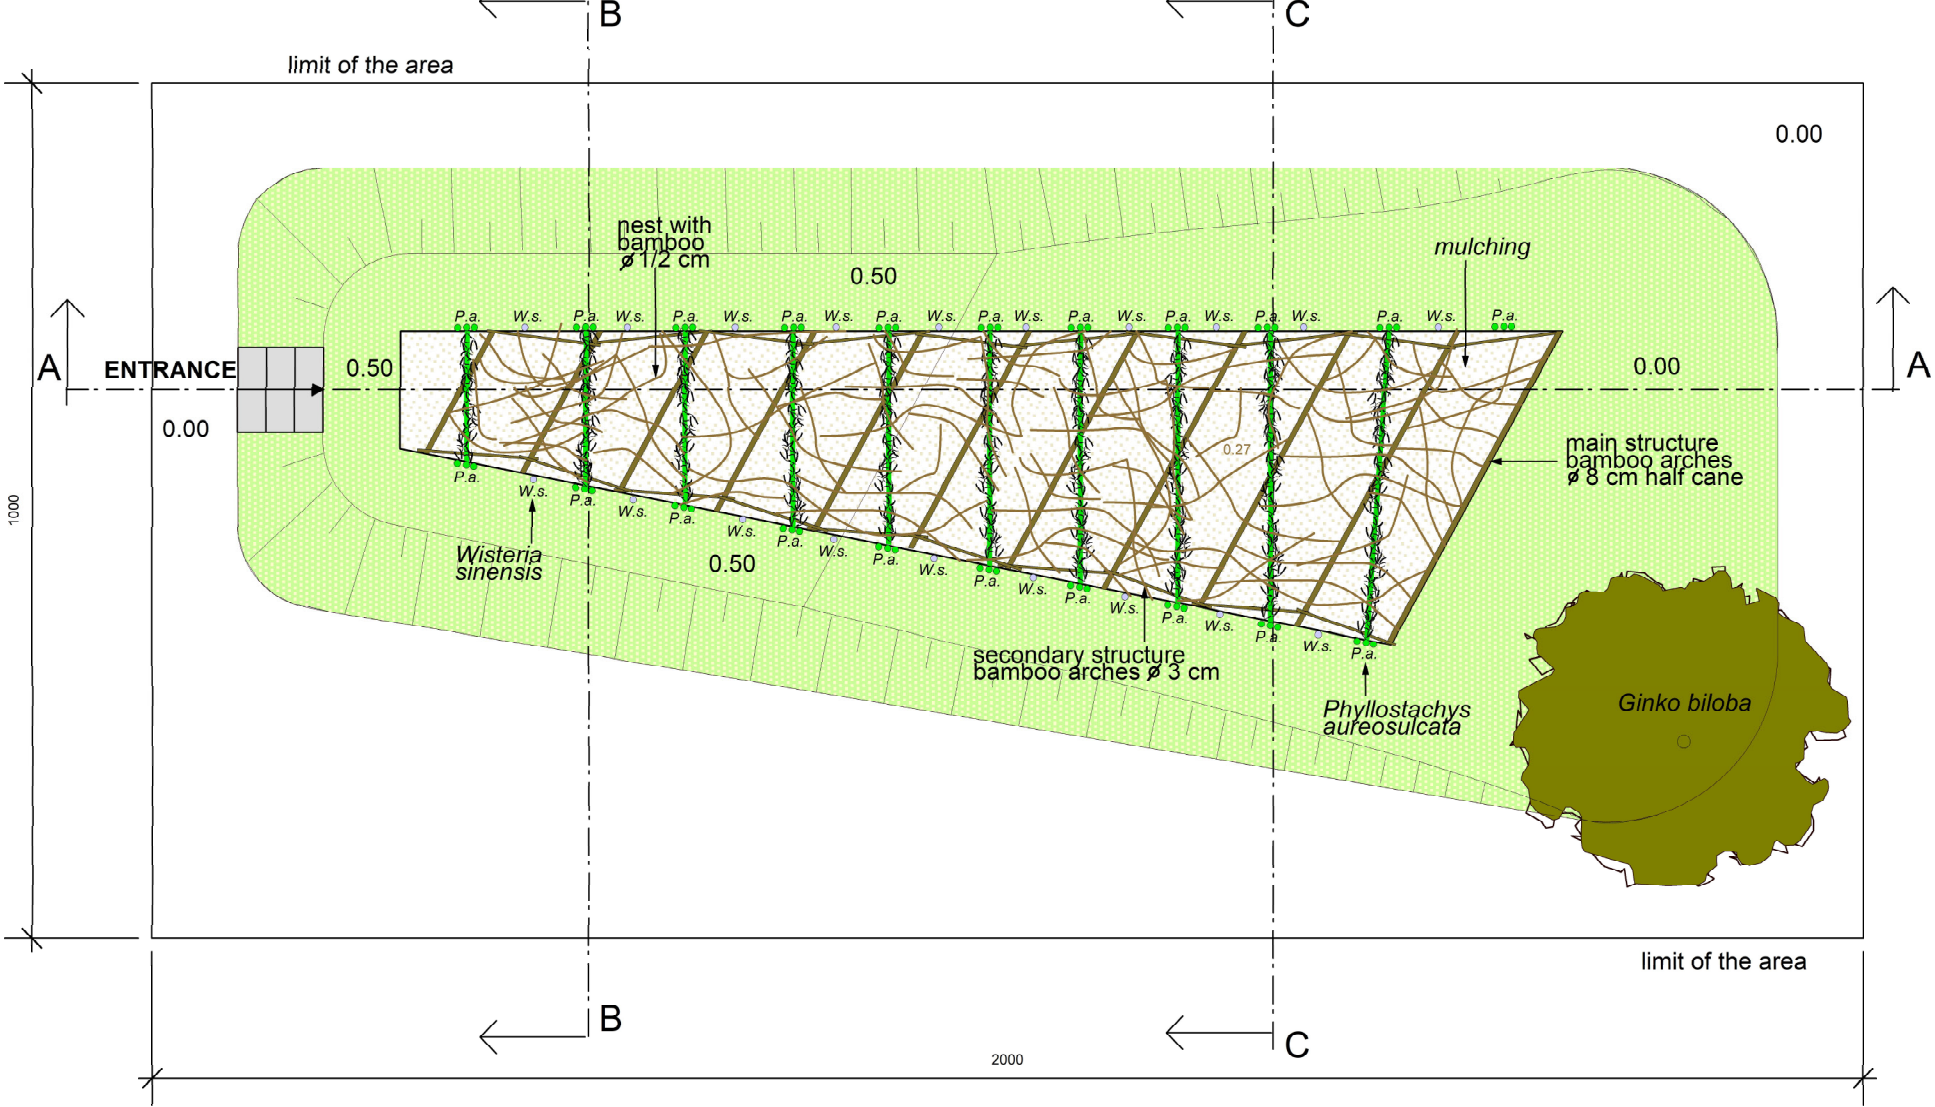 B
C
limit of the area
0.00
nest with
bamboo
ø 1/2 cm
mulching
0.50
P.a. W.s. P.a. W.s. P.a. W.s. P.a. W.s. P.a. W.s. P.a. W.s. P.a. W.s. P.a. W.s. P.a. W.s. P.a. W.s. P.a.
A
ENTRANCE
0.50
0.00
A
0.00
0.27
main structure
bamboo arches
ø 8 cm half cane
P.a. W.s. P.a. W.s. P.a. W.s. P.a. W.s. P.a. W.s. P.a. W.s. P.a. W.s. P.a. W.s. P.a. W.s. P.a.
1000
Wisteria
sinensis
0.50
secondary structure
bamboo arches ø 3 cm
Phyllostachys
aureosulcata
Ginko biloba
limit of the area
B
C
2000